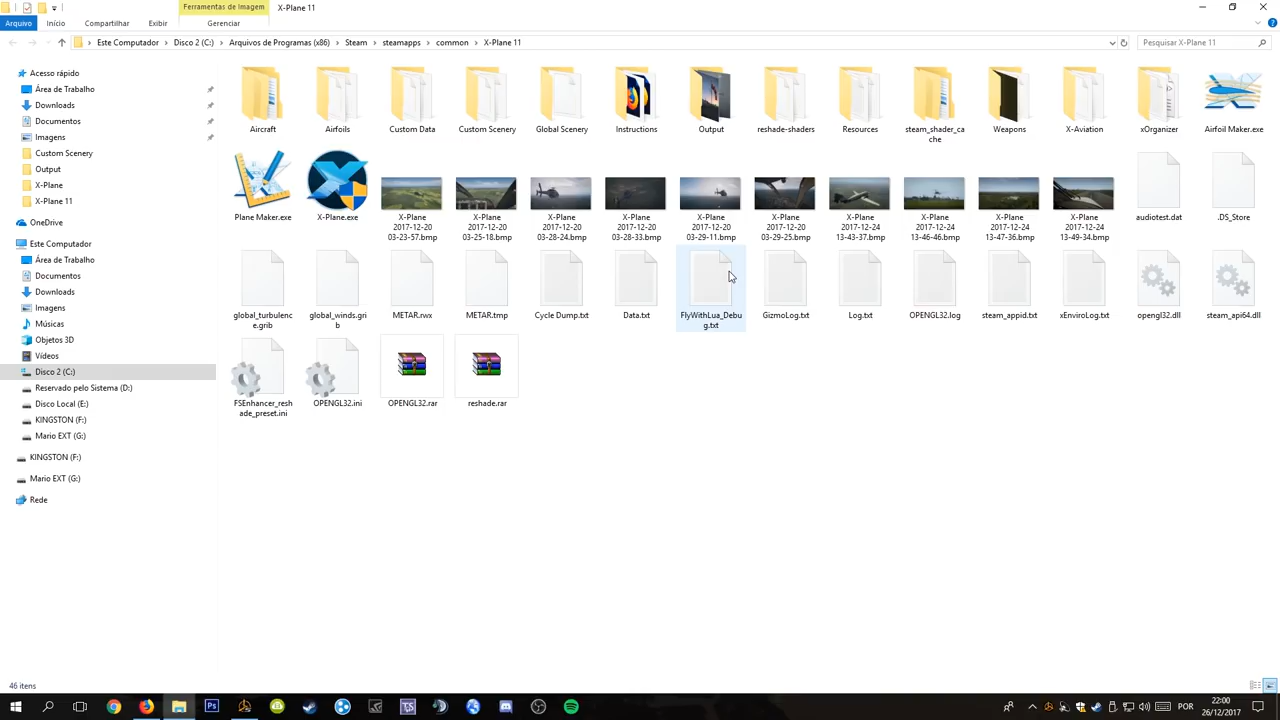 Ferramentas de Imagem
X-Plane 11
Arquivo
Início
Compartilhar
Exibir
Gerenciar
Este Computador
Disco 2 (C:)
Arquivos de Programas (x86)
Steam
steamapps
common
X-Plane 11
Pesquisar X-Plane 11
Acesso rápido
Área de Trabalho
Downloads
Documentos
Imagens
Custom Scenery
Output
X-Plane
X-Plane 11
OneDrive
Este Computador
Área de Trabalho
Documentos
Downloads
Imagens
Músicas
Objetos 3D
Vídeos
Disco 2 (C:)
Reservado pelo Sistema (D:)
Disco Local (E:)
KINGSTON (F:)
Mario EXT (G:)
KINGSTON (F:)
Mario EXT (G:)
Rede
Aircraft
Airfoils
Custom Data
Custom Scenery
Global Scenery
Instructions
Output
reshade-shaders
Resources
steam_shader_ca
che
Weapons
X-Aviation
xOrganizer
Airfoil Maker.exe
Plane Maker.exe
X-Plane.exe
X-Plane
2017-12-20
03-23-57.bmp
X-Plane
2017-12-20
03-25-18.bmp
X-Plane
2017-12-20
03-28-24.bmp
X-Plane
2017-12-20
03-28-33.bmp
X-Plane
2017-12-20
03-29-11.bmp
X-Plane
2017-12-20
03-29-25.bmp
X-Plane
2017-12-24
13-43-37.bmp
X-Plane
2017-12-24
13-46-46.bmp
X-Plane
2017-12-24
13-47-36.bmp
X-Plane
2017-12-24
13-49-34.bmp
audiotest.dat
.DS_Store
global_turbulenc
e.grib
global_winds.gri
b
METAR.rwx
METAR.tmp
Cycle Dump.txt
Data.txt
FlyWithLua_Debu
g.txt
GizmoLog.txt
Log.txt
OPENGL32.log
steam_appid.txt
xEnviroLog.txt
opengl32.dll
steam_api64.dll
FSEnhancer_resh
ade_preset.ini
OPENGL32.ini
OPENGL32.rar
reshade.rar
46 itens
Ps
POR
22:00
26/12/2017